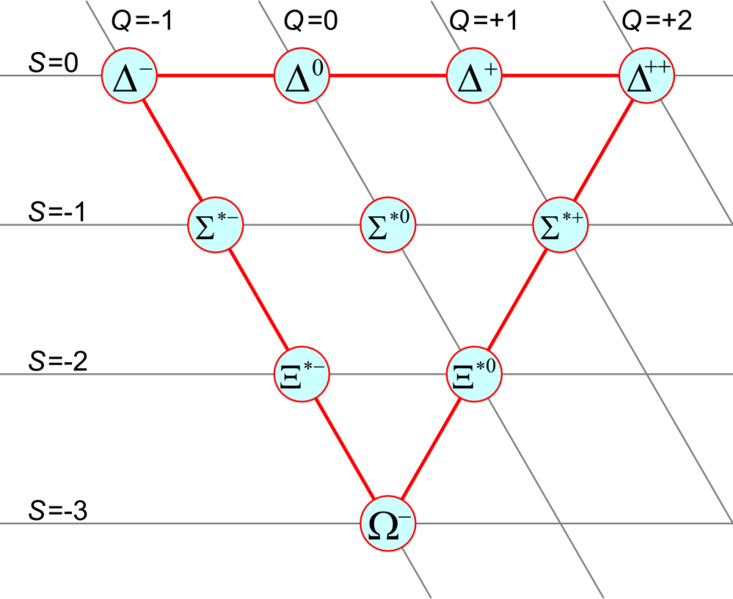 Q=-1 Q=0 Q=+1 Q=+2
S=0
Δ⁻ Δ⁰ Δ⁺ Δ⁺⁺
S=-1
Σ*⁻ Σ*⁰ Σ*⁺
S=-2
Ξ*⁻ Ξ*⁰
S=-3
Ω⁻